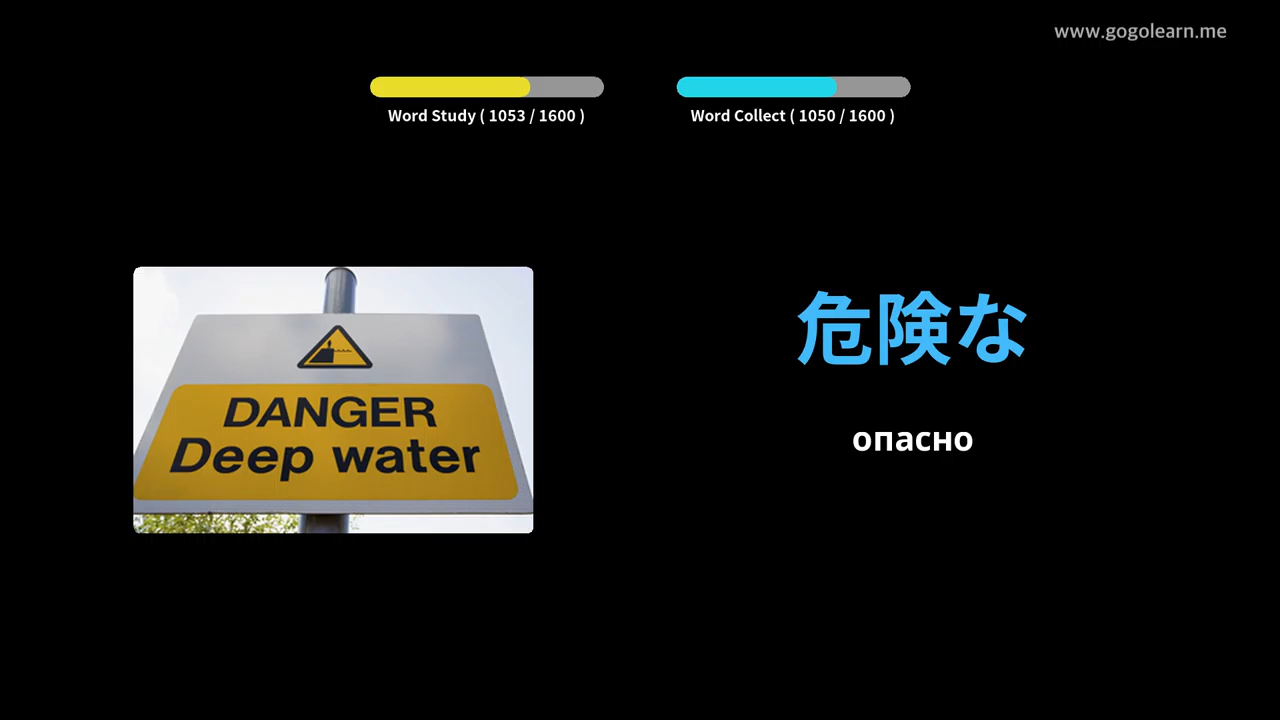 www.gogolearn.me
Word Study ( 1053 / 1600 )
Word Collect ( 1050 / 1600 )
DANGER
Deep water
危険な
опасно